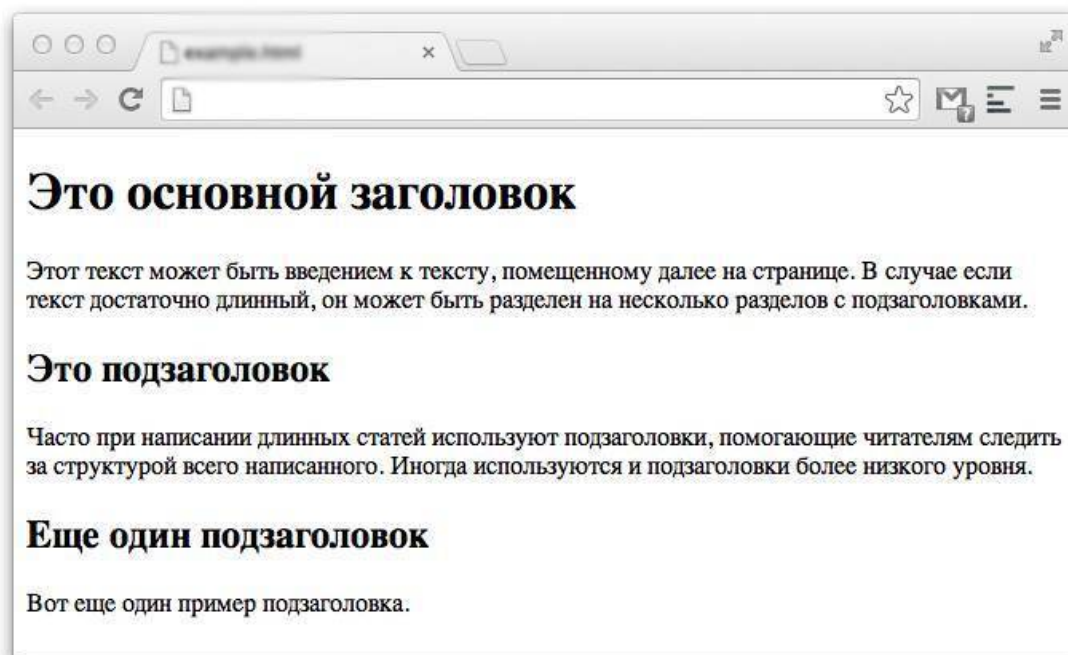 Это основной заголовок
Этот текст может быть введением к тексту, помещенному далее на странице. В случае если
текст достаточно длинный, он может быть разделен на несколько разделов с подзаголовками.
Это подзаголовок
Часто при написании длинных статей используют подзаголовки, помогающие читателям следить
за структурой всего написанного. Иногда используются и подзаголовки более низкого уровня.
Еще один подзаголовок
Вот еще один пример подзаголовка.